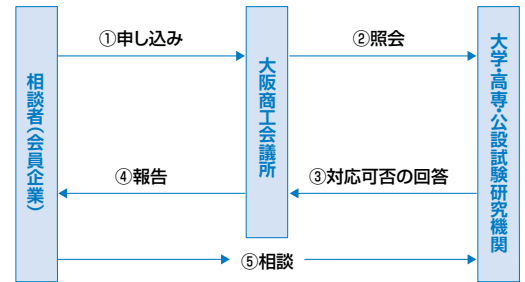 ①申し込み
②照会
相談者（会員企業）
大阪商工会議所
大学・高専・公設試験研究機関
④報告
③対応可否の回答
⑤相談